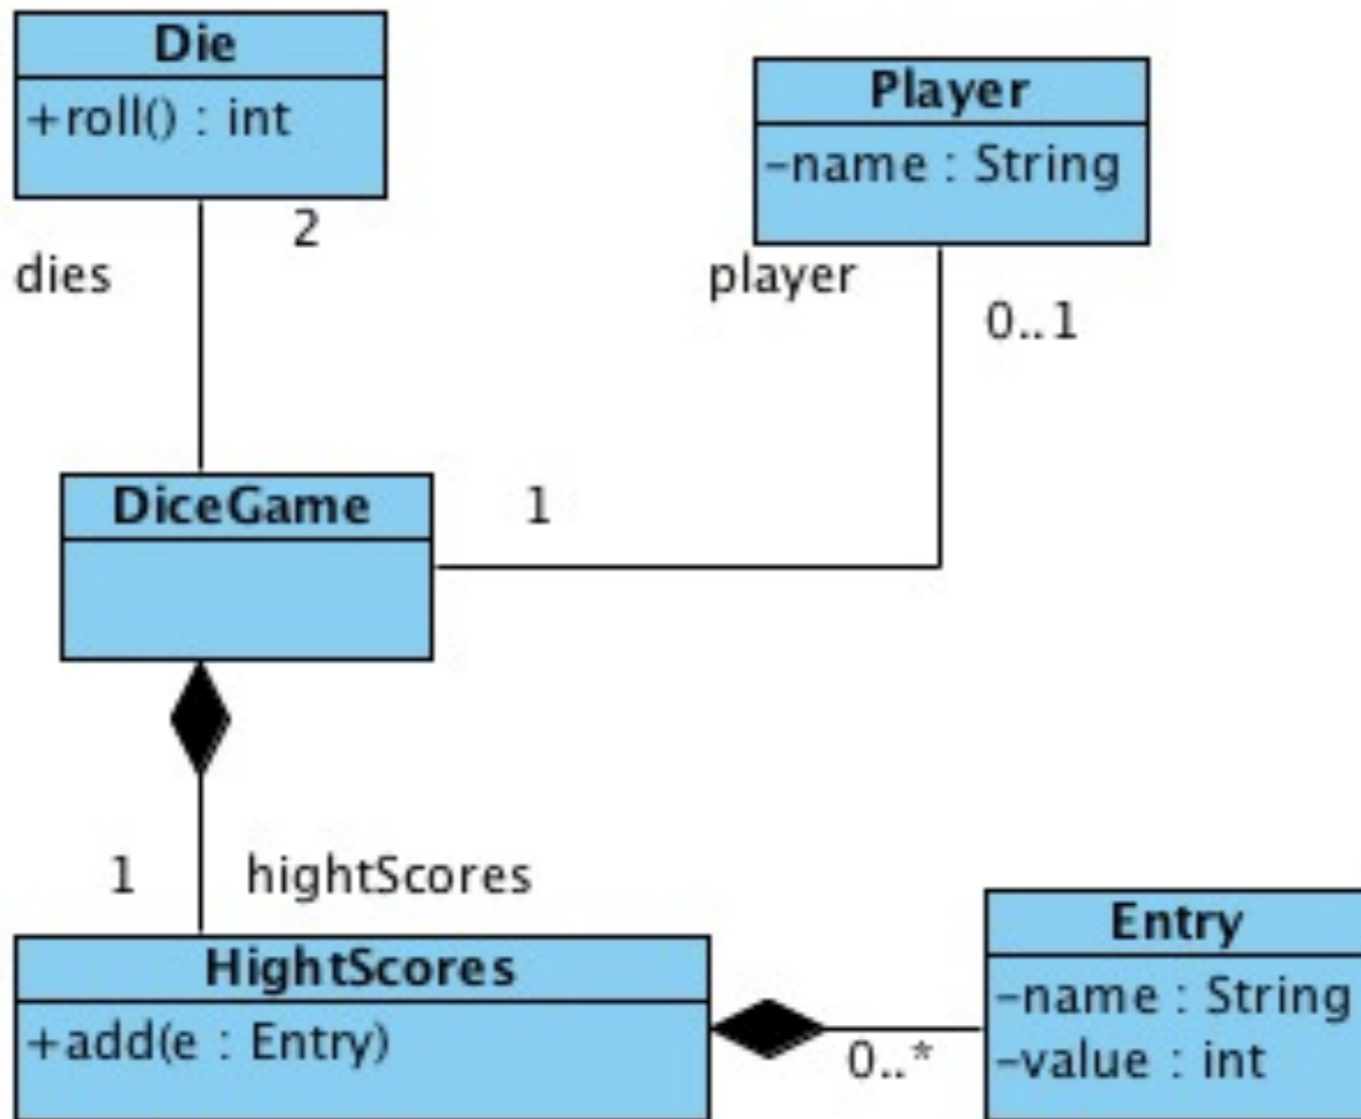 Die
+roll() : int
2
dies
Player
-name : String
player
0..1
DiceGame
1
1
hightScores
HightScores
+add(e : Entry)
0..*
Entry
-name : String
-value : int